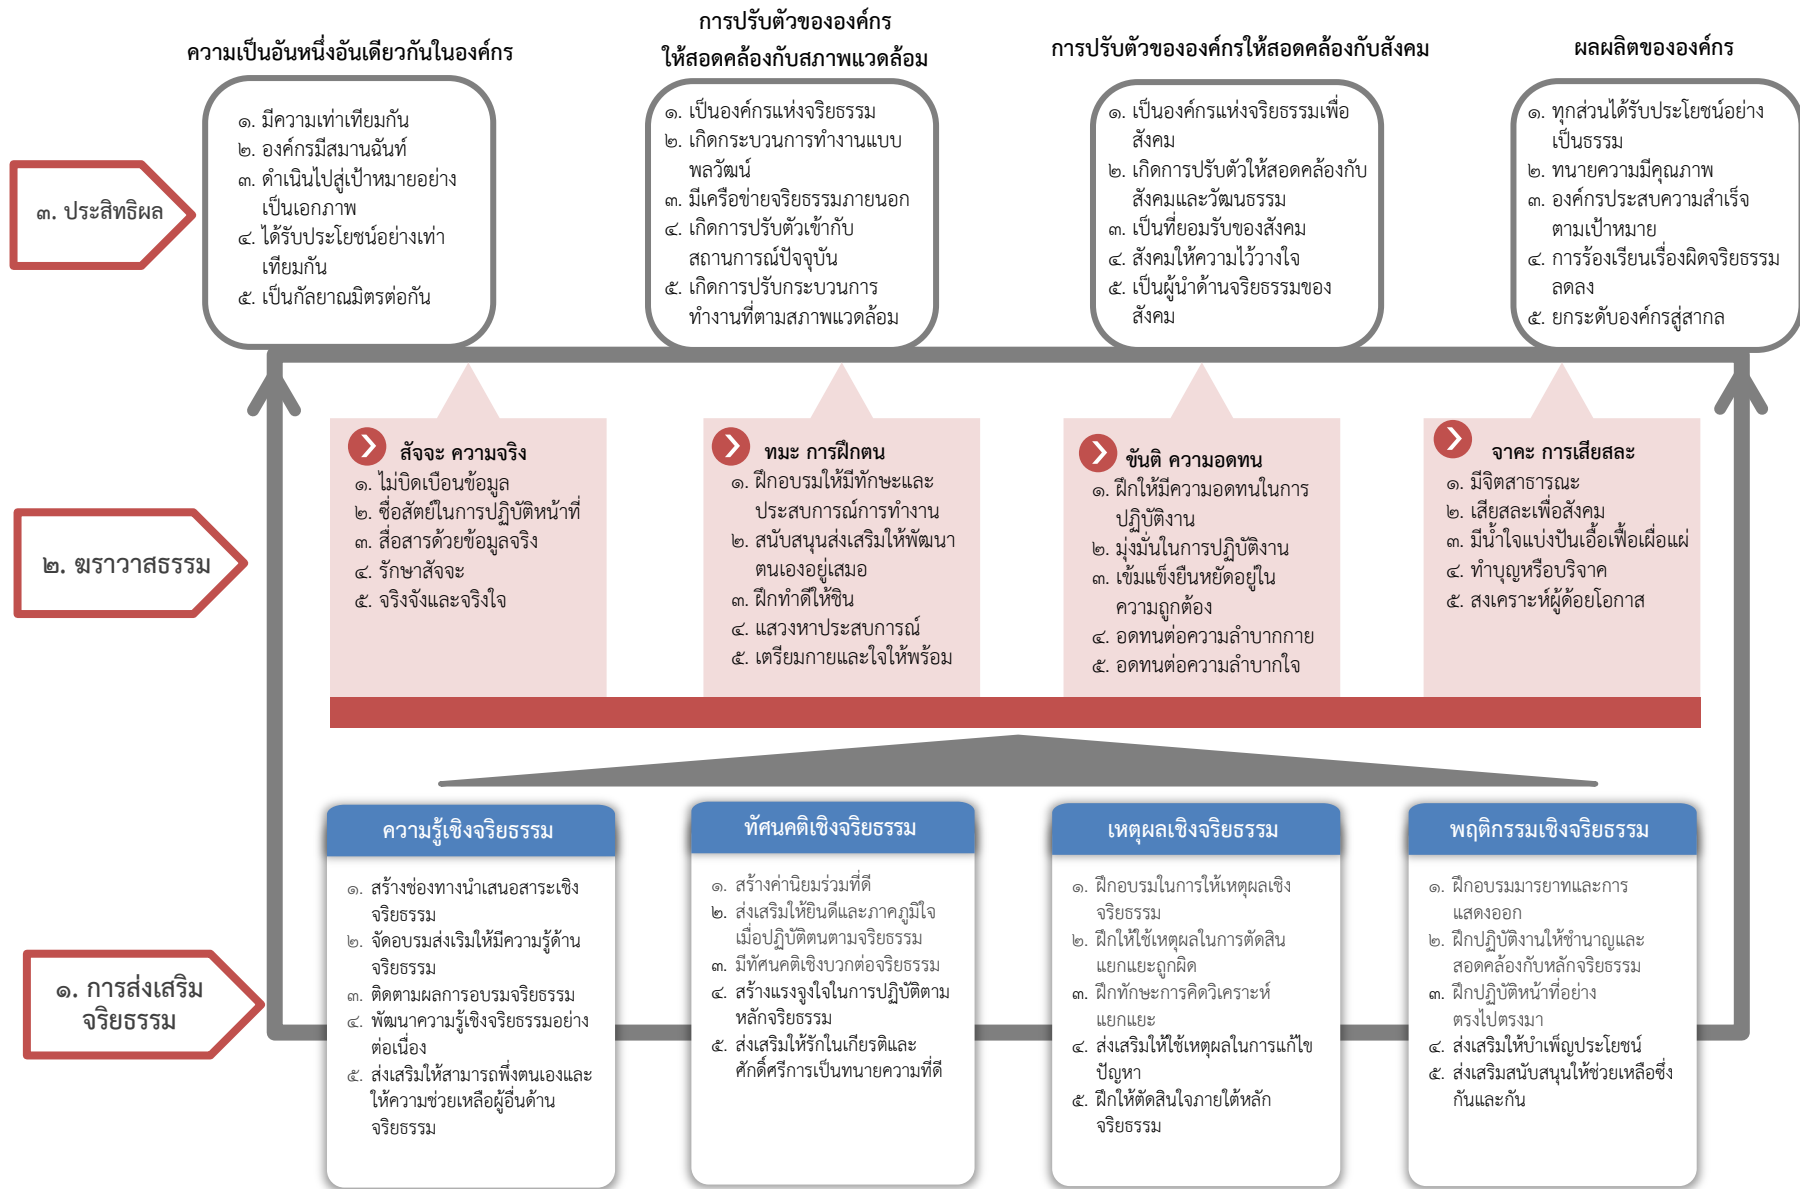 ความเป็นอันหนึ่งอันเดียวกันในองค์กร
๑. มีความเท่าเทียมกัน
๒. องค์กรมีสมานฉันท์
๓. ดำเนินไปสู่เป้าหมายอย่าง
เป็นเอกภาพ
๔. ได้รับประโยชน์อย่างเท่า
เทียมกัน
๕. เป็นกัลยาณมิตรต่อกัน
การปรับตัวขององค์กร
ให้สอดคล้องกับสภาพแวดล้อม
๑. เป็นองค์กรแห่งจริยธรรม
๒. เกิดกระบวนการทำงานแบบ
พลวัฒน์
๓. มีเครือข่ายจริยธรรมภายนอก
๔. เกิดการปรับตัวเข้ากับ
สถานการณ์ปัจจุบัน
๕. เกิดการปรับกระบวนการ
ทำงานที่ตามสภาพแวดล้อม
การปรับตัวขององค์กรให้สอดคล้องกับสังคม
๑. เป็นองค์กรแห่งจริยธรรมเพื่อ
สังคม
๒. เกิดการปรับตัวให้สอดคล้องกับ
สังคมและวัฒนธรรม
๓. เป็นที่ยอมรับของสังคม
๔. สังคมให้ความไว้วางใจ
๕. เป็นผู้นำด้านจริยธรรมของ
สังคม
ผลผลิตขององค์กร
๑. ทุกส่วนได้รับประโยชน์อย่าง
เป็นธรรม
๒. ทนายความมีคุณภาพ
๓. องค์กรประสบความสำเร็จ
ตามเป้าหมาย
๔. การร้องเรียนเรื่องผิดจริยธรรม
ลดลง
๕. ยกระดับองค์กรสู่สากล
๓. ประสิทธิผล
๒. ฆราวาสธรรม
สัจจะ ความจริง
๑. ไม่บิดเบือนข้อมูล
๒. ซื่อสัตย์ในการปฏิบัติหน้าที่
๓. สื่อสารด้วยข้อมูลจริง
๔. รักษาสัจจะ
๕. จริงจังและจริงใจ
ทมะ การฝึกตน
๑. ฝึกอบรมให้มีทักษะและ
ประสบการณ์การทำงาน
๒. สนับสนุนส่งเสริมให้พัฒนา
ตนเองอยู่เสมอ
๓. ฝึกทำดีให้ชิน
๔. แสวงหาประสบการณ์
๕. เตรียมกายและใจให้พร้อม
ขันติ ความอดทน
๑. ฝึกให้มีความอดทนในการ
ปฏิบัติงาน
๒. มุ่งมั่นในการปฏิบัติงาน
๓. เข้มแข็งยืนหยัดอยู่ใน
ความถูกต้อง
๔. อดทนต่อความลำบากกาย
๕. อดทนต่อความลำบากใจ
จาคะ การเสียสละ
๑. มีจิตสาธารณะ
๒. เสียสละเพื่อสังคม
๓. มีน้ำใจแบ่งปันเอื้อเฟื้อเผื่อแผ่
๔. ทำบุญหรือบริจาค
๕. สงเคราะห์ผู้ด้อยโอกาส
๑. การส่งเสริม
จริยธรรม
ความรู้เชิงจริยธรรม
๑. สร้างช่องทางนำเสนอสาระเชิง
จริยธรรม
๒. จัดอบรมส่งเริมให้มีความรู้ด้าน
จริยธรรม
๓. ติดตามผลการอบรมจริยธรรม
๔. พัฒนาความรู้เชิงจริยธรรมอย่าง
ต่อเนื่อง
๕. ส่งเสริมให้สามารถพึ่งตนเองและ
ให้ความช่วยเหลือผู้อื่นด้าน
จริยธรรม
ทัศนคติเชิงจริยธรรม
๑. สร้างค่านิยมร่วมที่ดี
๒. ส่งเสริมให้ยินดีและภาคภูมิใจ
เมื่อปฏิบัติตนตามจริยธรรม
๓. มีทัศนคติเชิงบวกต่อจริยธรรม
๔. สร้างแรงจูงใจในการปฏิบัติตาม
หลักจริยธรรม
๕. ส่งเสริมให้รักในเกียรติและ
ศักดิ์ศรีการเป็นทนายความที่ดี
เหตุผลเชิงจริยธรรม
๑. ฝึกอบรมในการให้เหตุผลเชิง
จริยธรรม
๒. ฝึกให้ใช้เหตุผลในการตัดสิน
แยกแยะถูกผิด
๓. ฝึกทักษะการคิดวิเคราะห์
แยกแยะ
๔. ส่งเสริมให้ใช้เหตุผลในการแก้ไข
ปัญหา
๕. ฝึกให้ตัดสินใจภายใต้หลัก
จริยธรรม
พฤติกรรมเชิงจริยธรรม
๑. ฝึกอบรมมารยาทและการ
แสดงออก
๒. ฝึกปฏิบัติงานให้ชำนาญและ
สอดคล้องกับหลักจริยธรรม
๓. ฝึกปฏิบัติหน้าที่อย่าง
ตรงไปตรงมา
๔. ส่งเสริมให้บำเพ็ญประโยชน์
๕. ส่งเสริมสนับสนุนให้ช่วยเหลือซึ่ง
กันและกัน